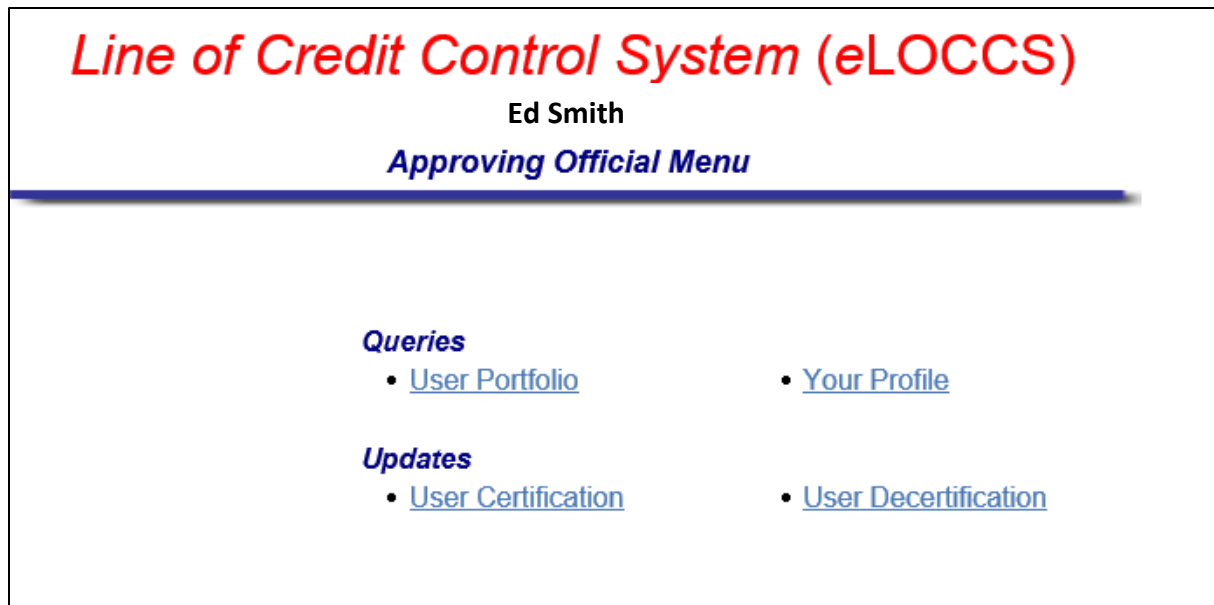 Line of Credit Control System (eLOCCS)
Ed Smith
Approving Official Menu
Queries
• User Portfolio • Your Profile
Updates
• User Certification • User Decertification